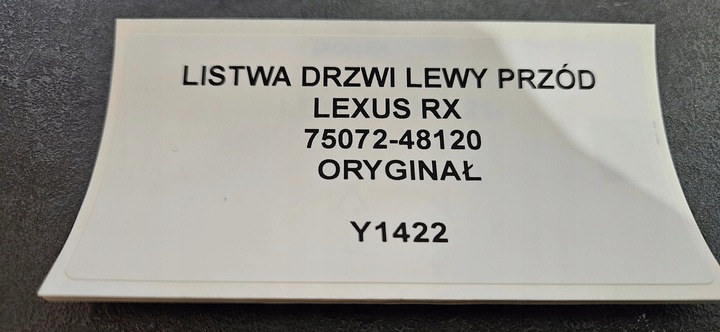 LISTWA DRZWI LEWY PRZÓD
LEXUS RX
75072-48120
ORYGINAŁ
Y1422